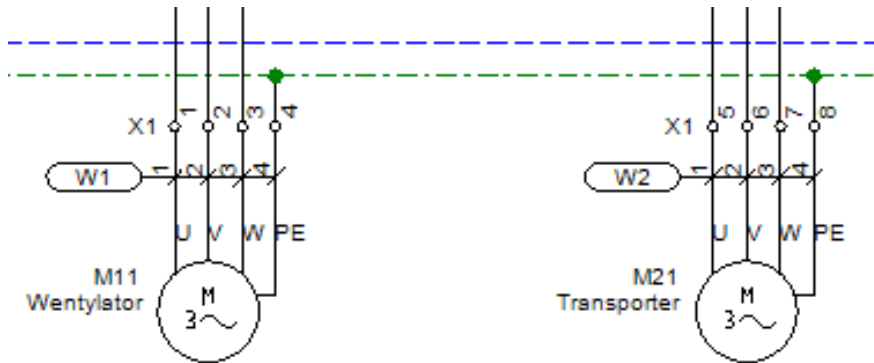 1 2 3 4
X1
1 2 3 4
W1
U V W PE
M11
Wentylator
M
3
5 6 7 8
X1
1 2 3 4
W2
U V W PE
M21
Transporter
M
3